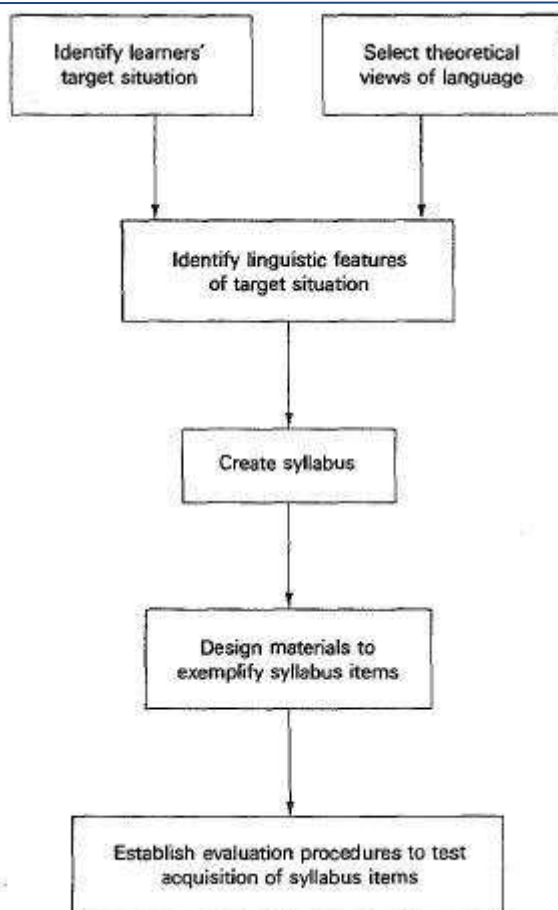 Identify learners'
target situation
Select theoretical
views of language
Identify linguistic features
of target situation
Create syllabus
Design materials to
exemplify syllabus items
Establish evaluation procedures to test
acquisition of syllabus items